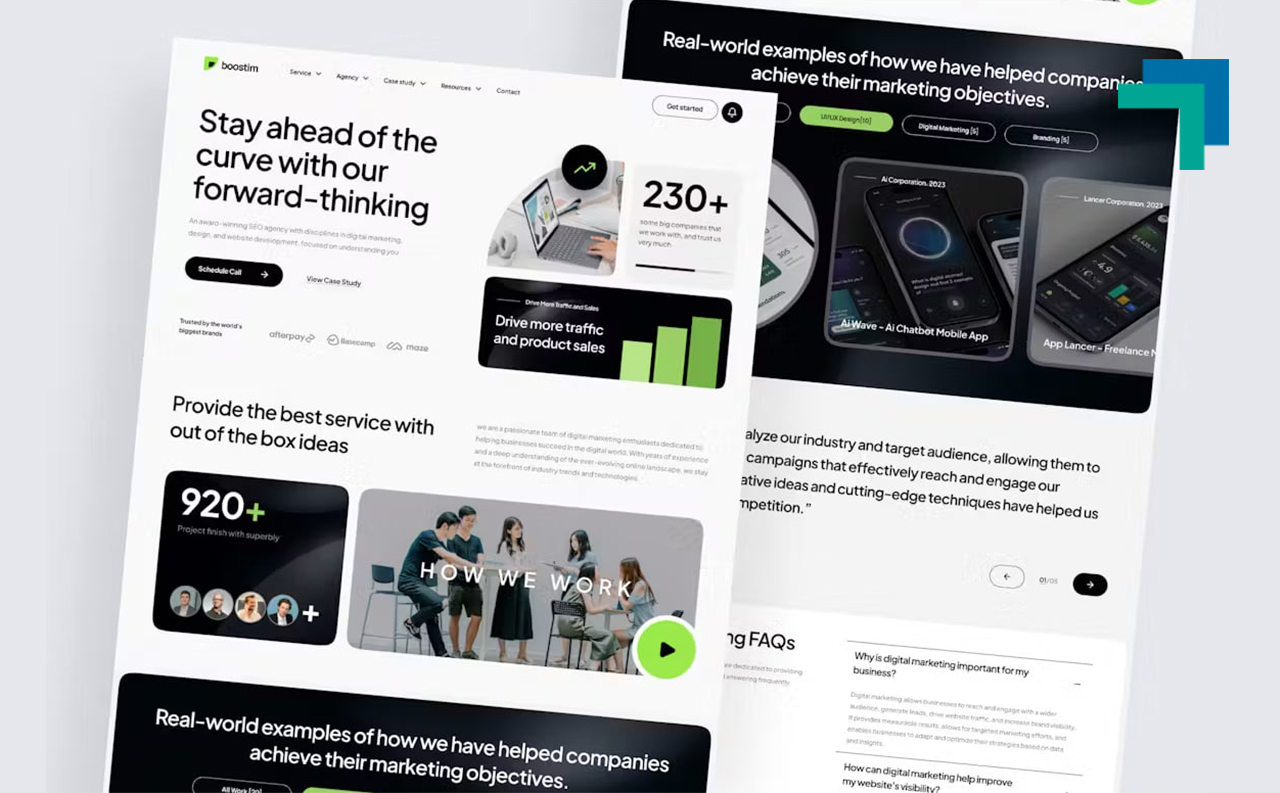 boostim
Service
Agency
Case study
Resources
Contact
Get started
Stay ahead of the
curve with our
forward-thinking
An award-winning SEO agency with disciplines in digital marketing,
design, and website development, focused on understanding you
Schedule Call
View Case Study
Trusted by the world's
biggest brands
afterpay
Basecamp
maze
230+
some big companies that
we work with, and trust us
very much.
Drive More Traffic and Sales
Drive more traffic
and product sales
Provide the best service with
out of the box ideas
we are a passionate team of digital marketing enthusiasts dedicated to
helping businesses succeed in the digital world. With years of experience
and a deep understanding of the ever-evolving online landscape, we stay
at the forefront of industry trends and technologies.
920+
Project finish with superbly
+
HOW WE WORK
Real-world examples of how we have helped companies
achieve their marketing objectives.
All Work [20]
Real-world examples of how we have helped companies
achieve their marketing objectives.
UI/UX Design[10]
Digital Marketing [5]
Branding [5]
Ai Corporation. 2023
Ai Wave – Ai Chatbot Mobile App
Lancer Corporation. 2023
4.9
App Lancer – Freelance
305
alyze our industry and target audience, allowing them to
campaigns that effectively reach and engage our
ative ideas and cutting-edge techniques have helped us
mpetition.”
01/05
ng FAQs
are dedicated to providing
answering frequently
Why is digital marketing important for my
business?
Digital marketing allows businesses to reach and engage with a wider
audience, generate leads, drive website traffic, and increase brand visibility.
It provides measurable results, allows for targeted marketing efforts, and
enables businesses to adapt and optimize their strategies based on data
and insights.
How can digital marketing help improve
my website's visibility?